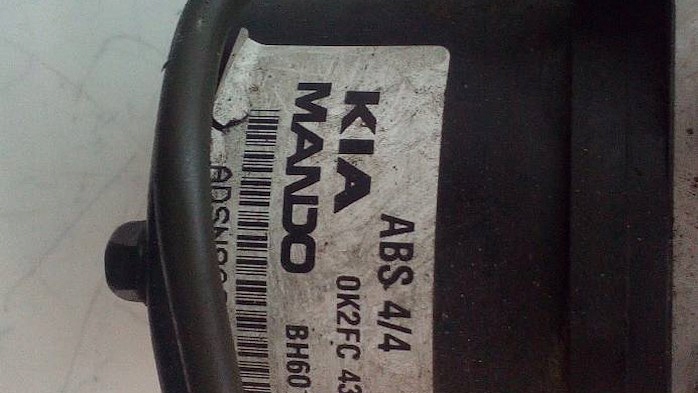 KIA ABS 4/4
0K2FC 43
MANDO BH60